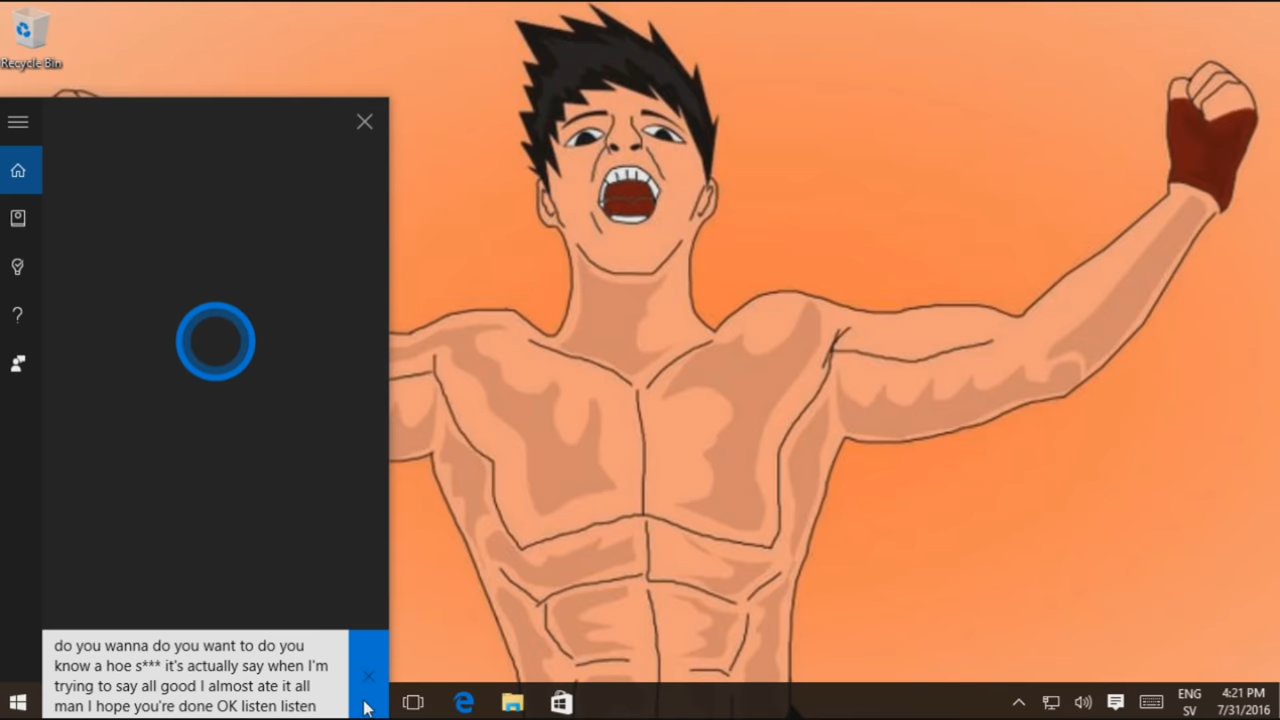 Recycle Bin
do you wanna do you want to do you
know a hoe s*** it's actually say when I'm
trying to say all good I almost ate it all
man I hope you're done OK listen listen
ENG
SV
4:21 PM
7/31/2016